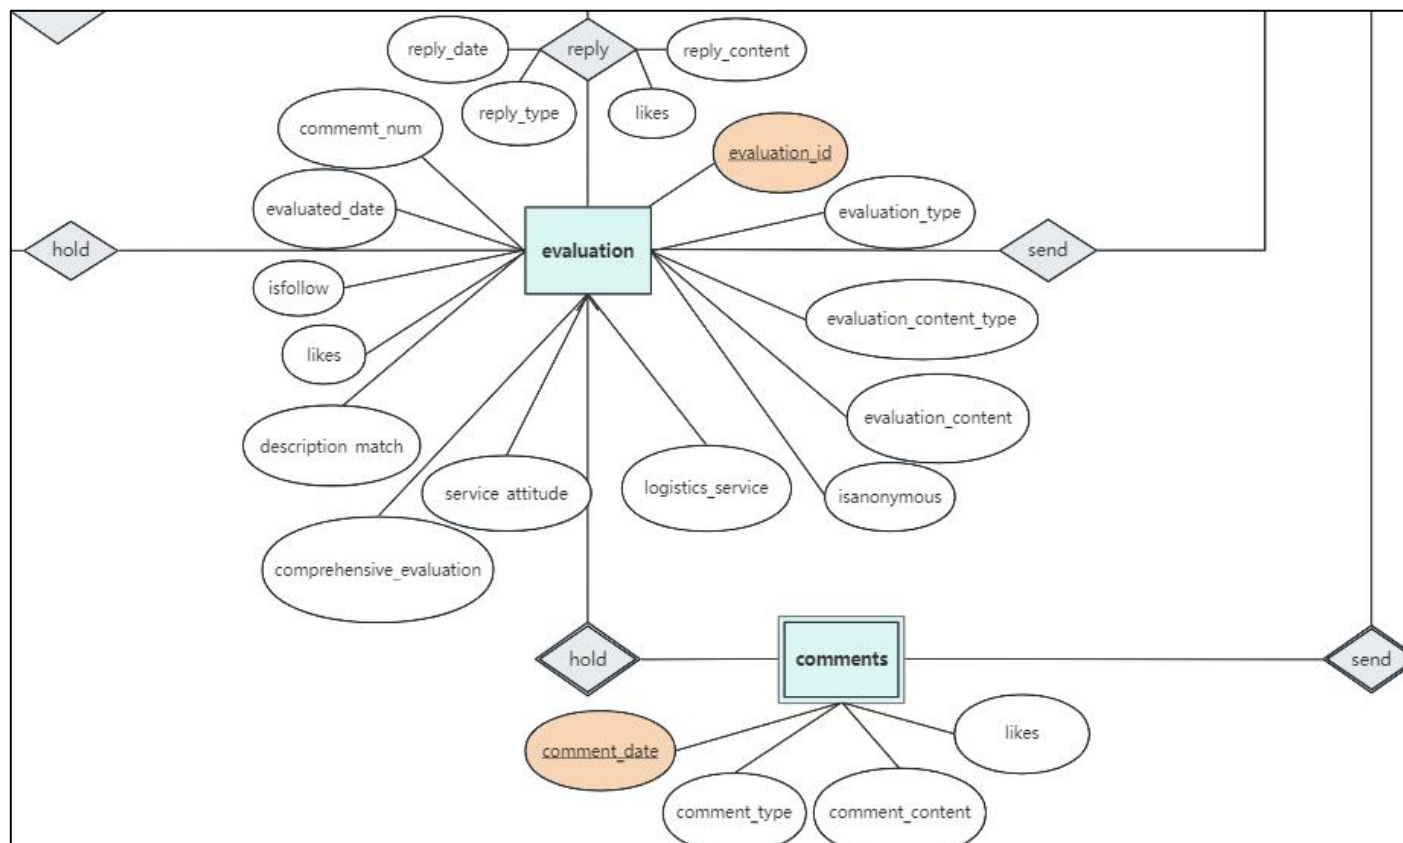 reply_date
reply
reply_content
reply_type
likes
commemt_num
evaluation_id
evaluated_date
evaluation_type
hold
evaluation
send
isfollow
evaluation_content_type
likes
evaluation_content
description match
service attitude
logistics_service
isanonymous
comprehensive_evaluation
hold
comments
send
comment_date
likes
comment_type
comment_content